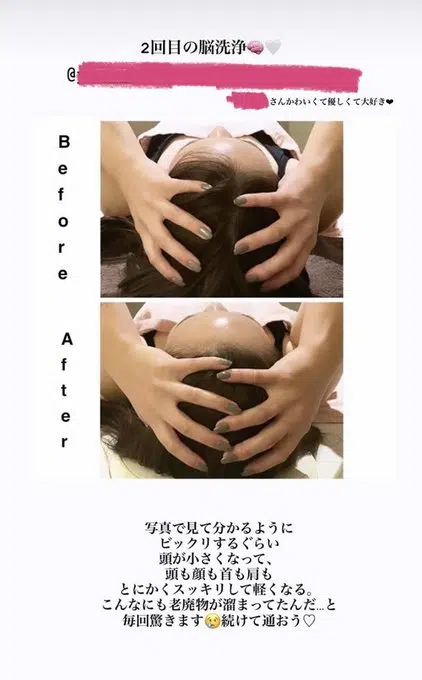 2回目の脳洗浄🧠🤍
@
さんかわいくて優しくて大好き❤
Before
After
写真で見て分かるように
ビックリするぐらい
頭が小さくなって、
頭も顔も首も肩も
とにかくスッキリして軽くなる。
こんなにも老廃物が溜まってたんだ...と
毎回驚きます😢続けて通おう♡